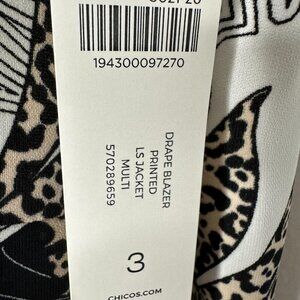 194300097270
DRAPE BLAZER
PRINTED
LS JACKET
MULTI
570289659
3
CHICOS.COM